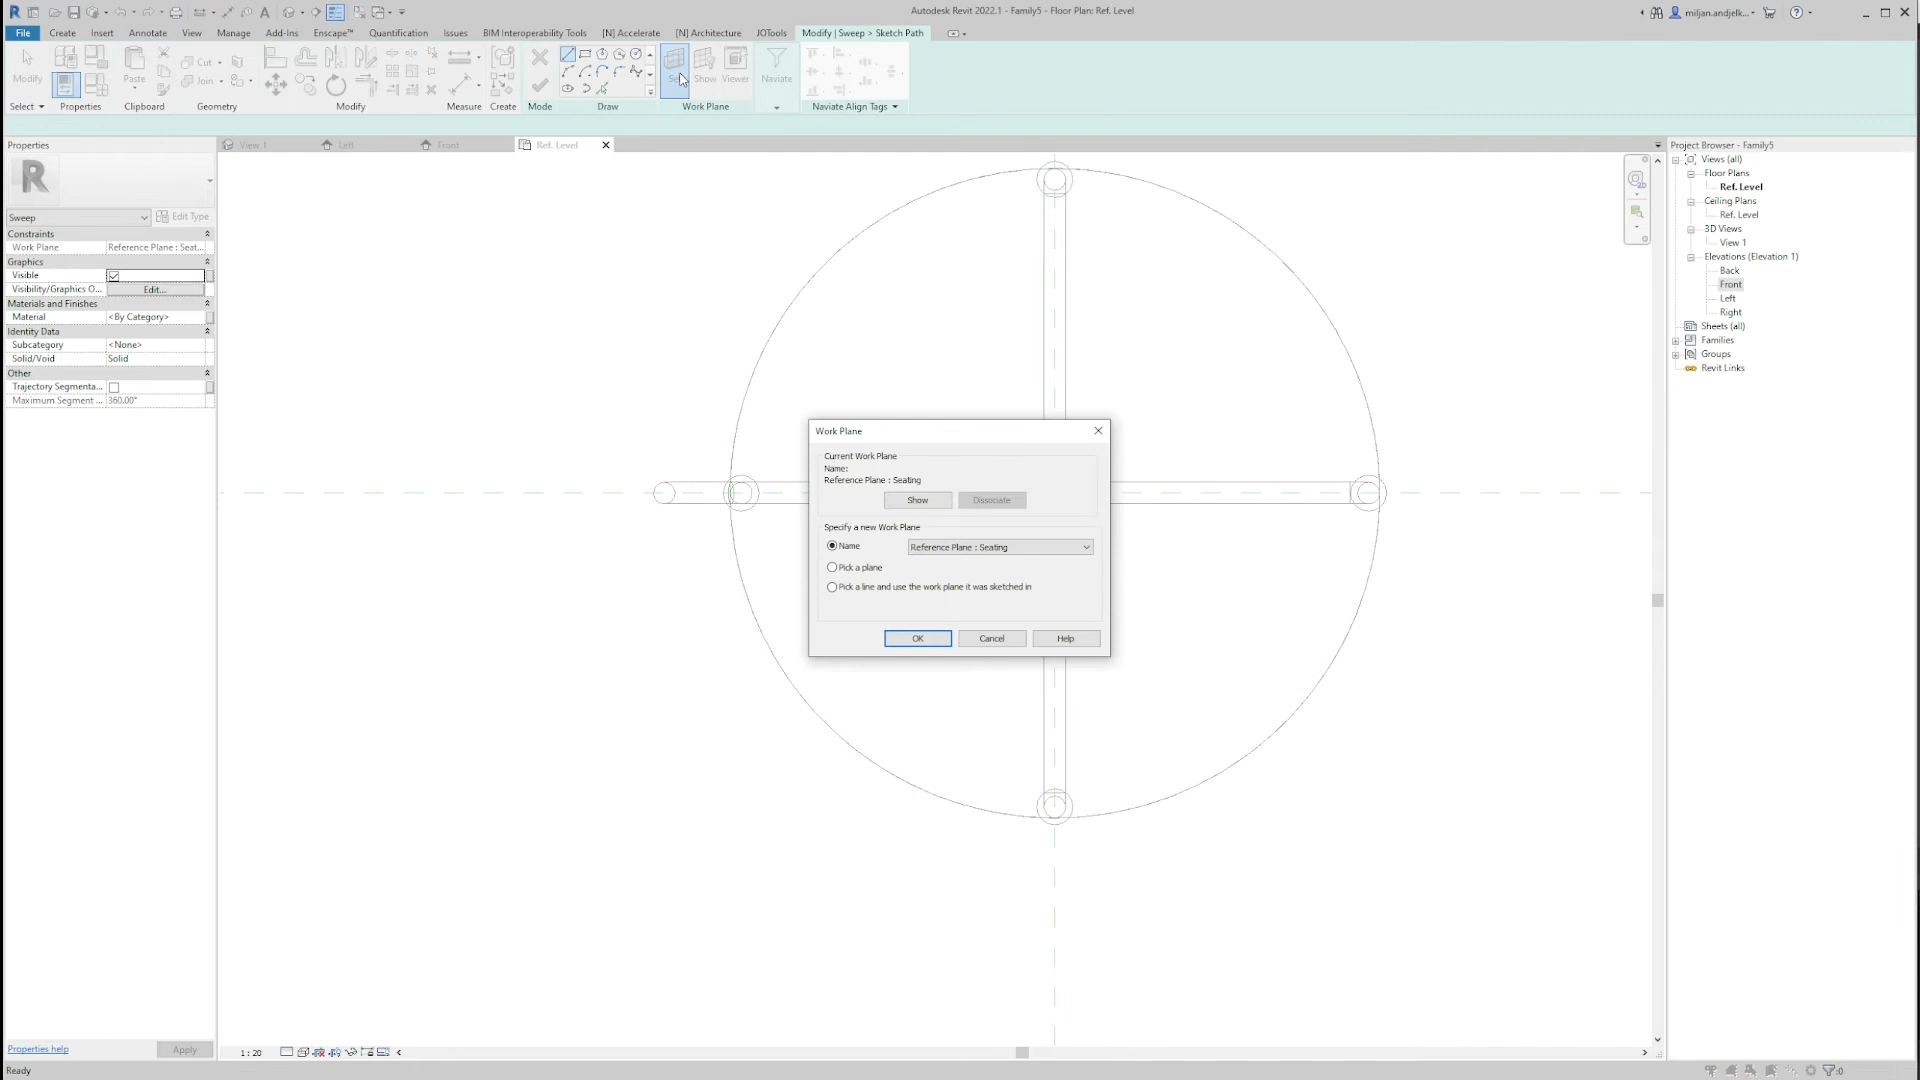 Autodesk Revit 2022.1 - Family5 - Floor Plan: Ref. Level
miljan.andjelk...
File Create Insert Annotate View Manage Add-Ins Enscape™ Quantification Issues BIM Interoperability Tools [N] Accelerate [N] Architecture JOTools Modify | Sweep > Sketch Path
Cut
Modify Paste Join Show Viewer Naviate
Select Properties Clipboard Geometry Modify Measure Create Mode Draw Work Plane Naviate Align Tags
Properties
View 1 Left Front Ref. Level
Sweep Edit Type
Constraints
Work Plane Reference Plane : Seat...
Graphics
Visible
Visibility/Graphics O... Edit...
Materials and Finishes
Material <By Category>
Identity Data
Subcategory <None>
Solid/Void Solid
Other
Trajectory Segmenta...
Maximum Segment ... 360.00°
Properties help Apply
Work Plane
Current Work Plane
Name:
Reference Plane : Seating
Show Dissociate
Specify a new Work Plane
Name Reference Plane : Seating
Pick a plane
Pick a line and use the work plane it was sketched in
OK Cancel Help
Project Browser - Family5
Views (all)
Floor Plans
Ref. Level
Ceiling Plans
Ref. Level
3D Views
View 1
Elevations (Elevation 1)
Back
Front
Left
Right
Sheets (all)
Families
Groups
Revit Links
1 : 20
Ready
:0